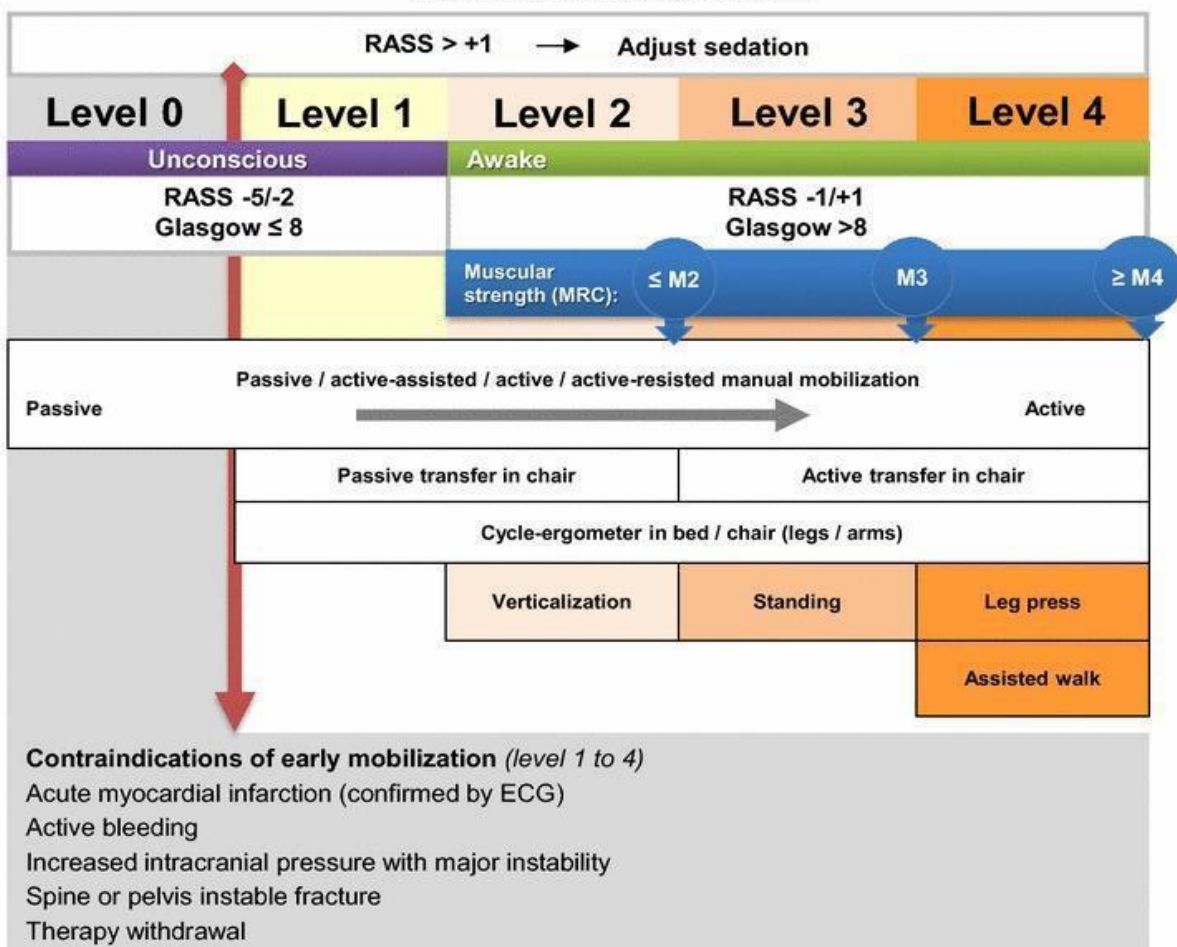 RASS > +1 → Adjust sedation
Level 0 Level 1 Level 2 Level 3 Level 4
Unconscious Awake
RASS -5/-2 RASS -1/+1
Glasgow ≤ 8 Glasgow >8
Muscular
strength (MRC): ≤ M2 M3 ≥ M4
Passive / active-assisted / active / active-resisted manual mobilization
Passive Active
Passive transfer in chair Active transfer in chair
Cycle-ergometer in bed / chair (legs / arms)
Verticalization Standing Leg press
Assisted walk
Contraindications of early mobilization (level 1 to 4)
Acute myocardial infarction (confirmed by ECG)
Active bleeding
Increased intracranial pressure with major instability
Spine or pelvis instable fracture
Therapy withdrawal